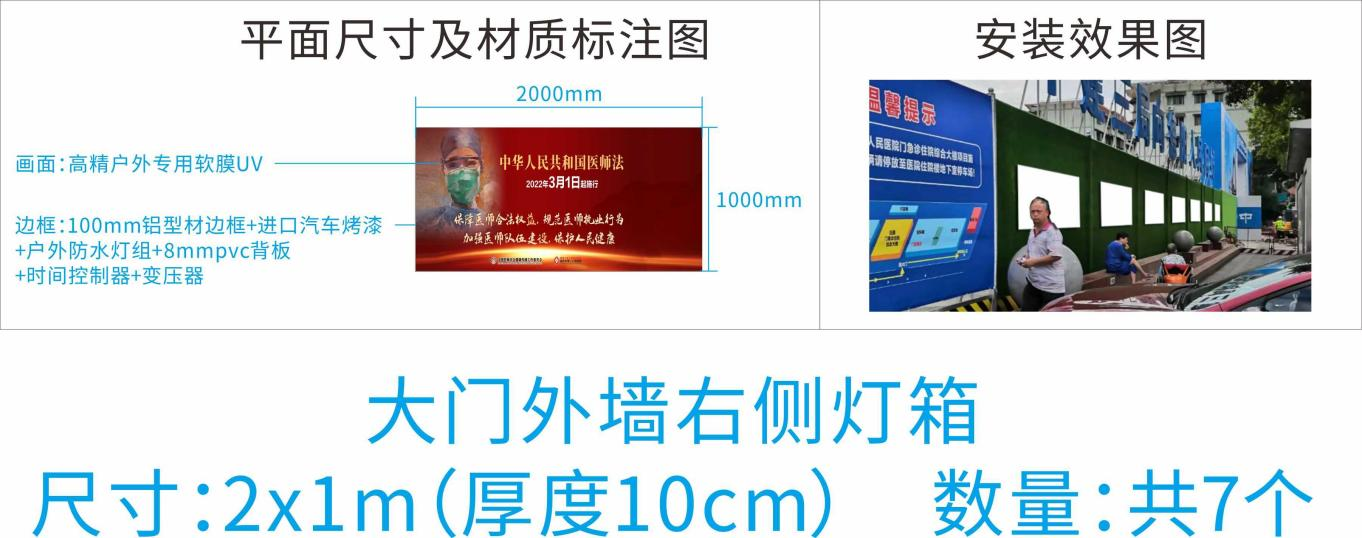 平面尺寸及材质标注图
2000mm
画面：高精户外专用软膜UV
中华人民共和国医师法
2022年3月1日起施行
1000mm
保障医师合法权益，规范医师执业行为
加强医师队伍建设，保护人民健康
边框：100mm铝型材边框+进口汽车烤漆
+户外防水灯组+8mmpvc背板
+时间控制器+变压器
安装效果图
温馨提示
人民医院门急诊住院综合大楼项目施
辆请停放至医院住院楼地下室停车场！
大门外墙右侧灯箱
尺寸：2x1m（厚度10cm） 数量：共7个